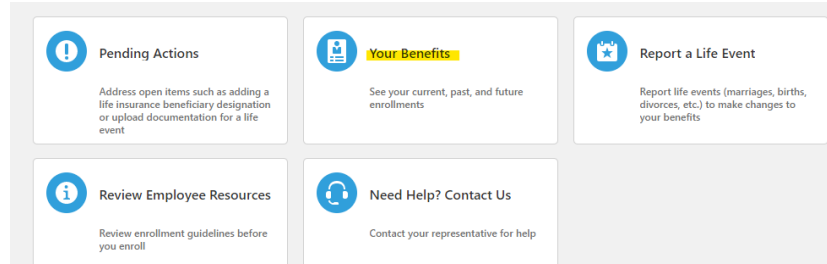 Pending Actions
Address open items such as adding a
life insurance beneficiary designation
or upload documentation for a life
event
Your Benefits
See your current, past, and future
enrollments
Report a Life Event
Report life events (marriages, births,
divorces, etc.) to make changes to
your benefits
Review Employee Resources
Review enrollment guidelines before
you enroll
Need Help? Contact Us
Contact your representative for help